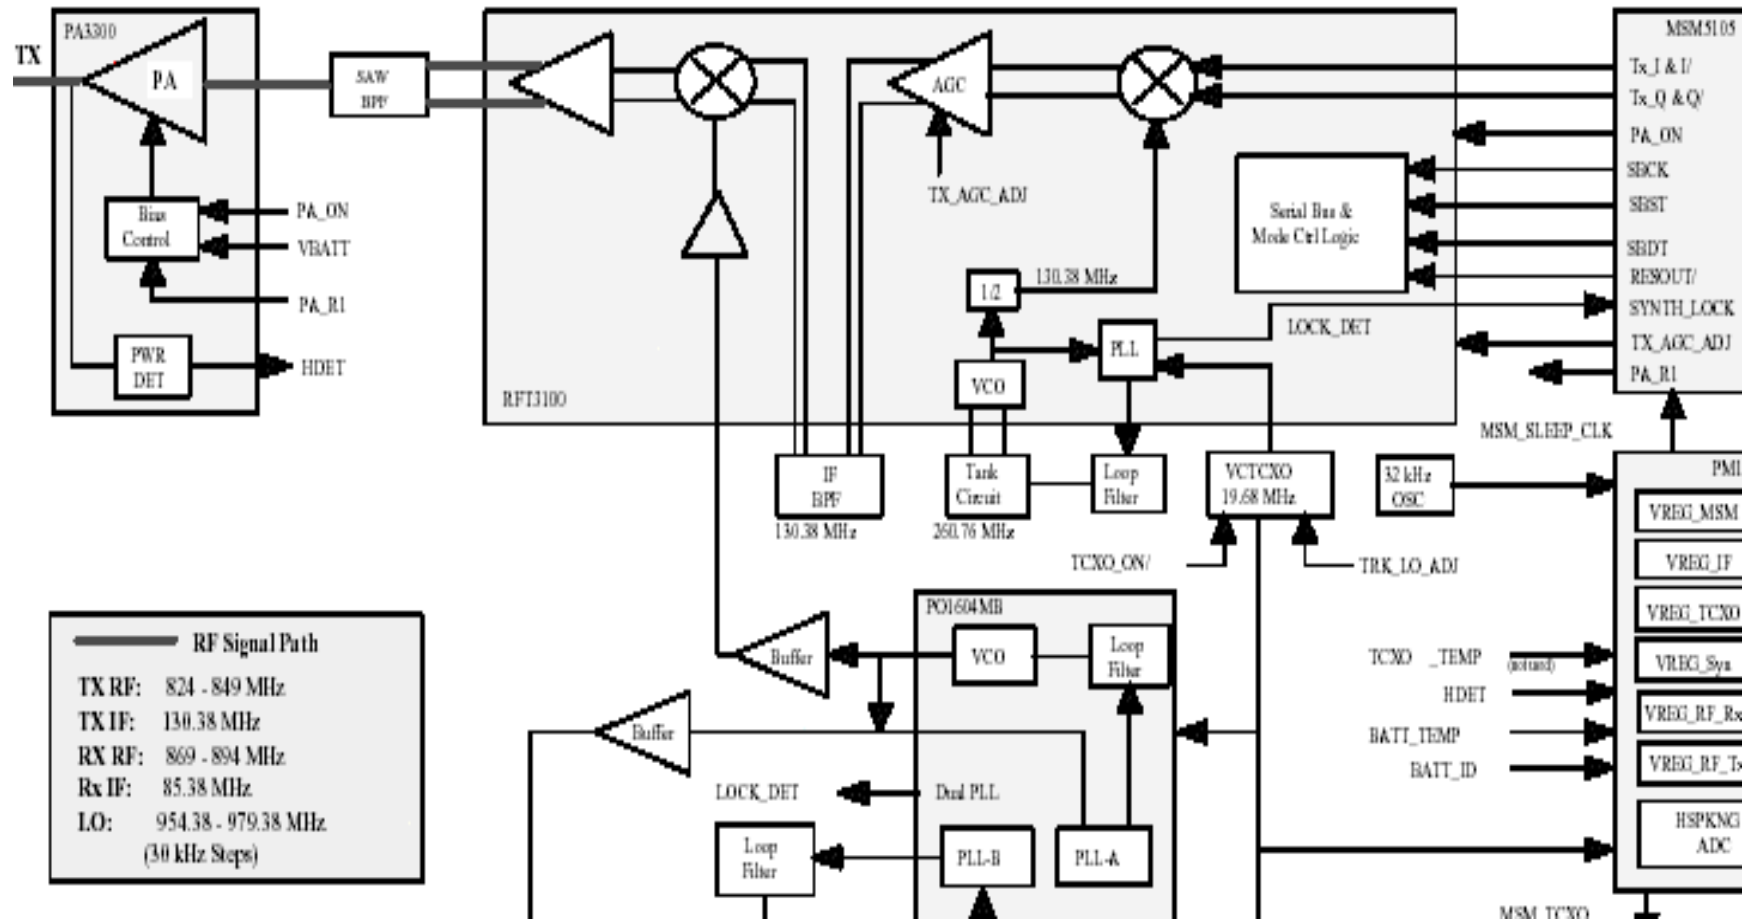 PA3300
MSM5105
TX
PA
SAW
BPF
AGC
Tx_I & I/
Tx_Q & Q/
PA_ON
SBCK
SBST
SBDT
RESOUT/
SYNTH_LOCK
TX_AGC_ADJ
PA_R1
TX_AGC_ADJ
Serial Bus &
Mode Ctrl Logic
Bias
Control
PA_ON
VBATT
PA_R1
PWR
DET
HDET
1/2
130.38 MHz
LOCK_DET
PLL
VCO
RFT3100
MSM_SLEEP_CLK
IF
BPF
130.38 MHz
Tank
Circuit
260.76 MHz
Loop
Filter
VCTCXO
19.68 MHz
32 kHz
OSC
TCXO_ON/
TRK_LO_ADJ
PMI
VREG_MSM
VREG_IF
VREG_TCXO
VREG_Syn
VREG_RF_Rx
VREG_RF_Tx
HSPKNG
ADC
TCXO _TEMP (not used)
HDET
BATT_TEMP
BATT_ID
PO1604MB
Buffer
VCO
Loop
Filter
Buffer
LOCK_DET
Dual PLL
Loop
Filter
PLL-B
PLL-A
MSM_TCXO
RF Signal Path
TX RF: 824 - 849 MHz
TX IF: 130.38 MHz
RX RF: 869 - 894 MHz
Rx IF: 85.38 MHz
LO: 954.38 - 979.38 MHz
(30 kHz Steps)